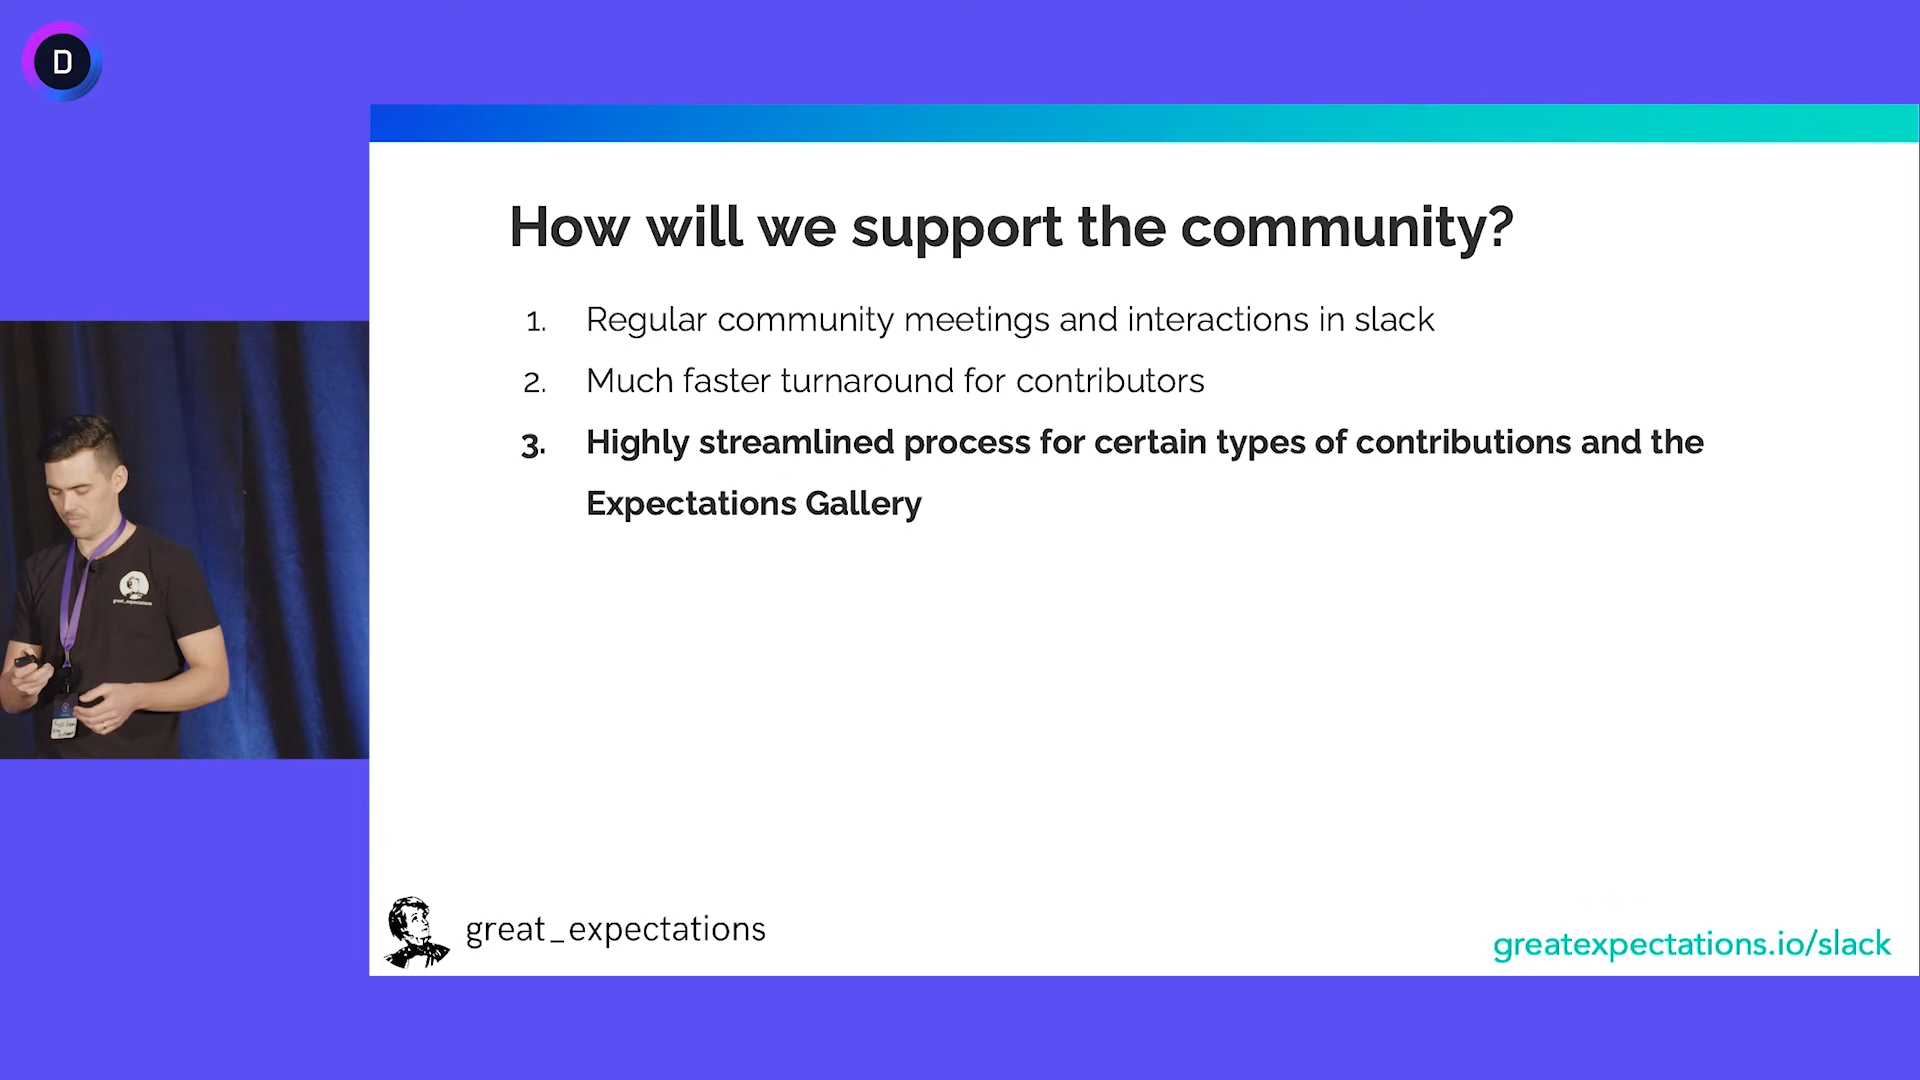 D
How will we support the community?
1. Regular community meetings and interactions in slack
2. Much faster turnaround for contributors
3. Highly streamlined process for certain types of contributions and the
Expectations Gallery
great_expectations
great_expectations
greatexpectations.io/slack